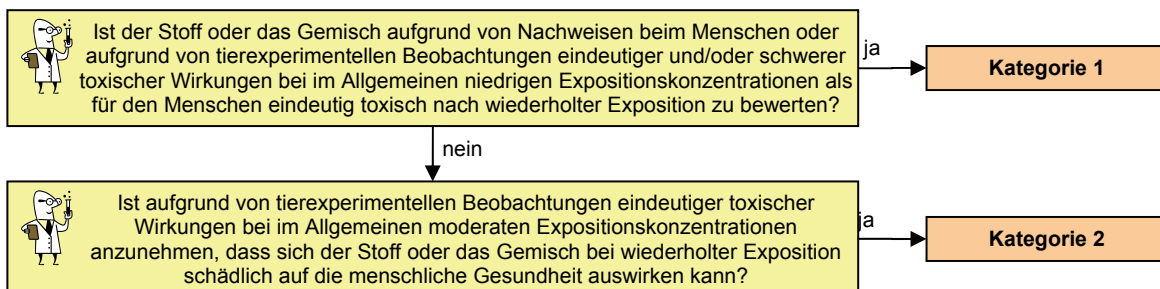 Ist der Stoff oder das Gemisch aufgrund von Nachweisen beim Menschen oder
aufgrund von tierexperimentellen Beobachtungen eindeutiger und/oder schwerer
toxischer Wirkungen bei im Allgemeinen niedrigen Expositionskonzentrationen als
für den Menschen eindeutig toxisch nach wiederholter Exposition zu bewerten?
ja
Kategorie 1
nein
Ist aufgrund von tierexperimentellen Beobachtungen eindeutiger toxischer
Wirkungen bei im Allgemeinen moderaten Expositionskonzentrationen
anzunehmen, dass sich der Stoff oder das Gemisch bei wiederholter Exposition
schädlich auf die menschliche Gesundheit auswirken kann?
ja
Kategorie 2